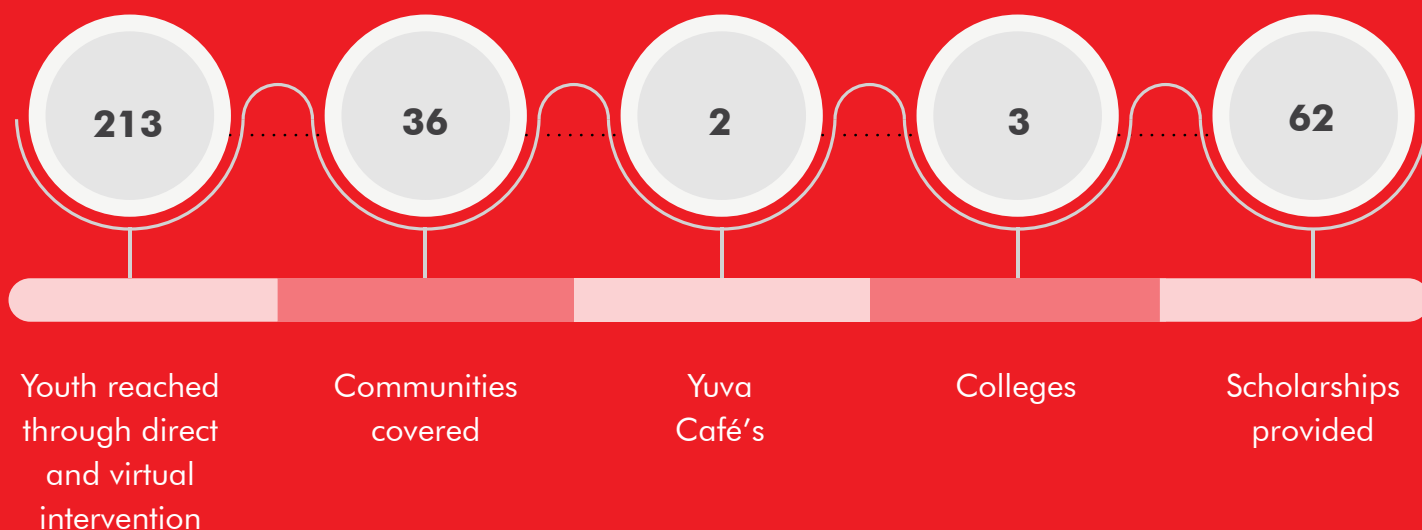 213
36
2
3
62
Youth reached
through direct
and virtual
intervention
Communities
covered
Yuva
Café’s
Colleges
Scholarships
provided